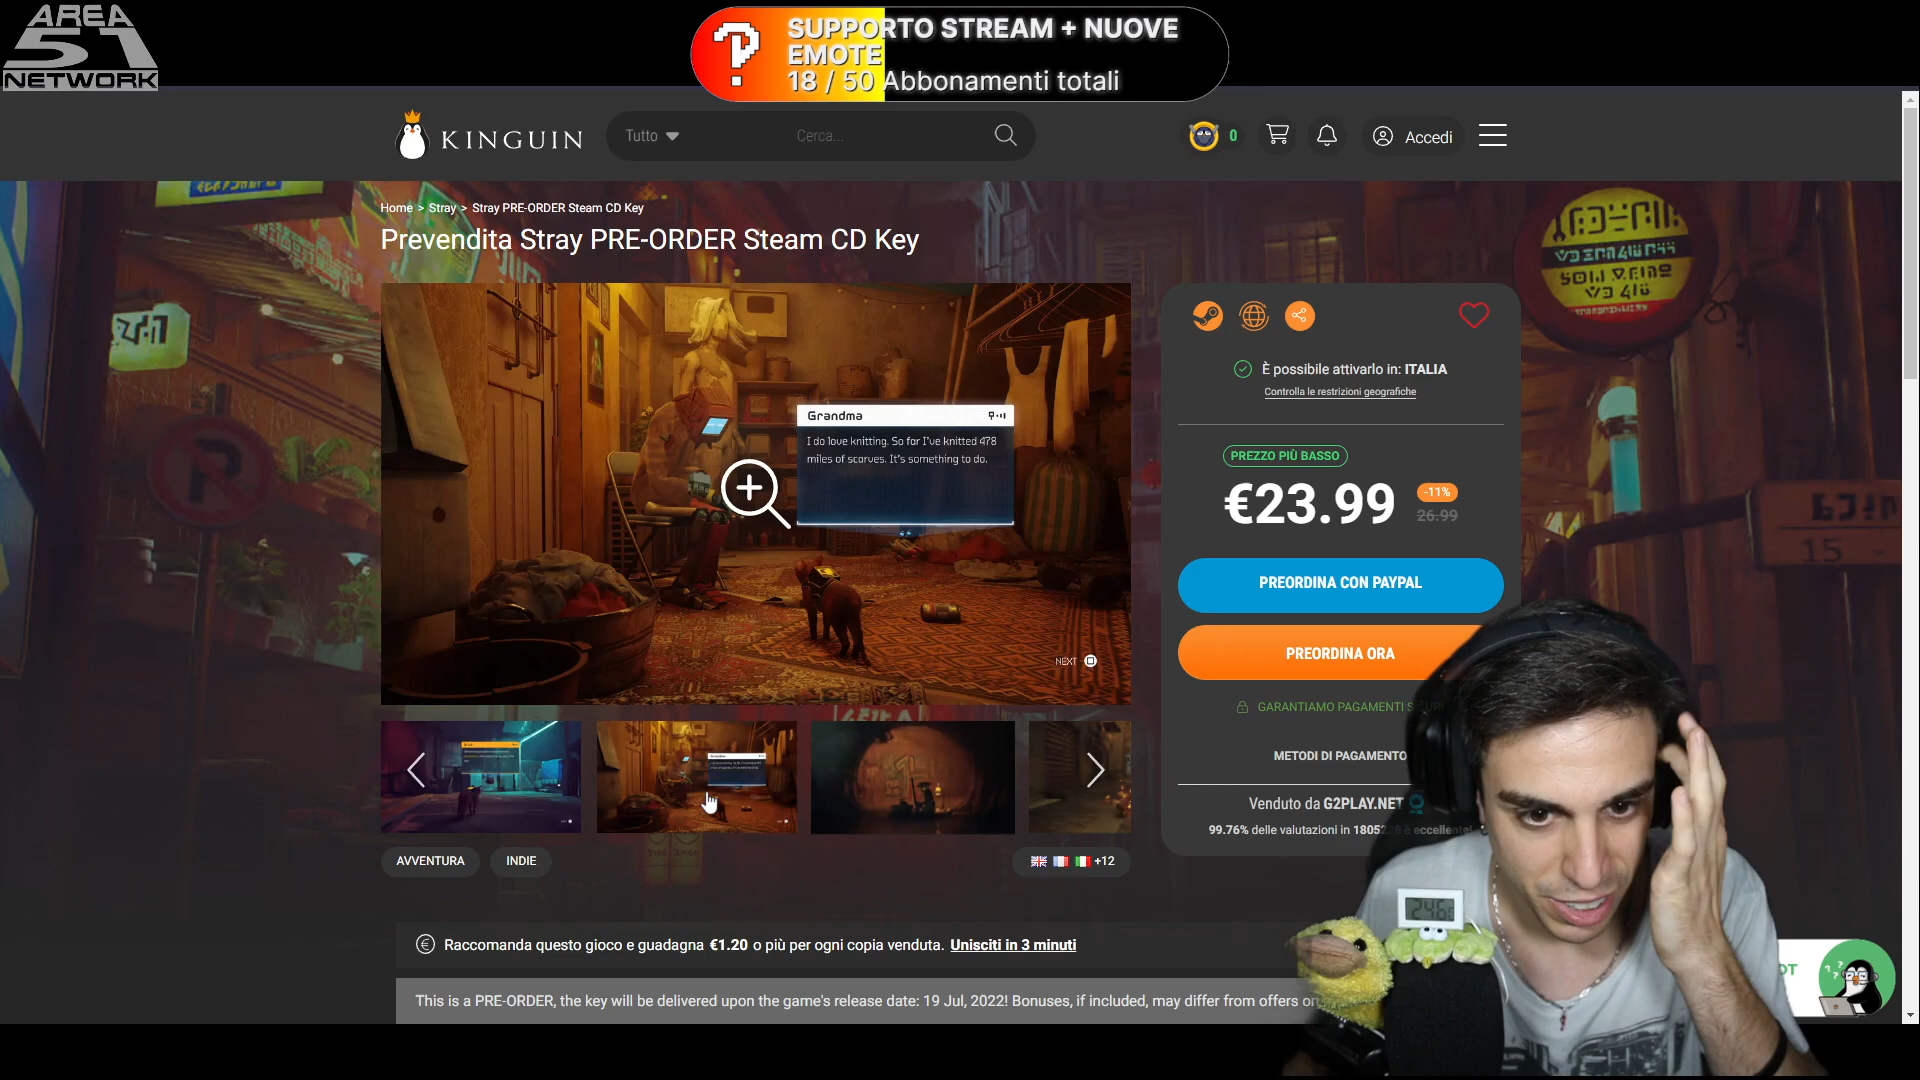 AREA
51
NETWORK
SUPPORTO STREAM + NUOVE
EMOTE
18 / 50 Abbonamenti totali
KINGUIN
Tutto
Cerca...
0
Accedi
Home > Stray > Stray PRE-ORDER Steam CD Key
Prevendita Stray PRE-ORDER Steam CD Key
Grandma
I do love knitting. So far I've knitted 478
miles of scarves. It's something to do.
NEXT
È possibile attivarlo in: ITALIA
Controlla le restrizioni geografiche
PREZZO PIÙ BASSO
€23.99
-11%
26.99
PREORDINA CON PAYPAL
PREORDINA ORA
GARANTIAMO PAGAMENTI
METODI DI PAGAMENTO
Venduto da G2PLAY.NET
99.76% delle valutazioni in
AVVENTURA
INDIE
+12
Raccomanda questo gioco e guadagna €1.20 o più per ogni copia venduta. Unisciti in 3 minuti
This is a PRE-ORDER, the key will be delivered upon the game's release date: 19 Jul, 2022! Bonuses, if included, may differ from offers on